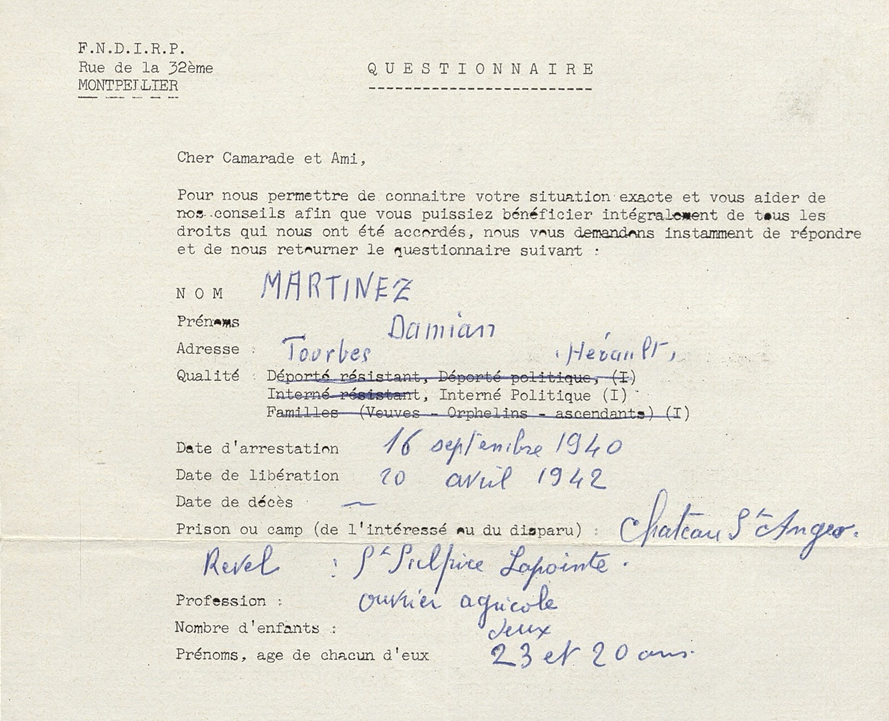 F.N.D.I.R.P.
Rue de la 32ème
MONTPELLIER
QUESTIONNAIRE
Cher Camarade et Ami,
Pour nous permettre de connaitre votre situation exacte et vous aider de
nos conseils afin que vous puissiez bénéficier intégralement de tous les
droits qui nous ont été accordés, nous vous demandons instamment de répondre
et de nous retourner le questionnaire suivant :
NOM MARTINEZ
Prénoms Damian
Adresse : Tourbes (Hérault,
Qualité : Déporté résistant, Déporté politique, (I)
Interné résistant, Interné Politique (I)
Familles (Veuves - Orphelins - ascendants) (I)
Date d'arrestation 16 septembre 1940
Date de libération 20 avril 1942
Date de décès —
Prison ou camp (de l'intéressé ou du disparu) : Chateau St Angeo.
Revel : St Sulpice Lapointe.
Profession : ouvrier agricole
Nombre d'enfants : deux
Prénoms, age de chacun d'eux 23 et 20 ans.